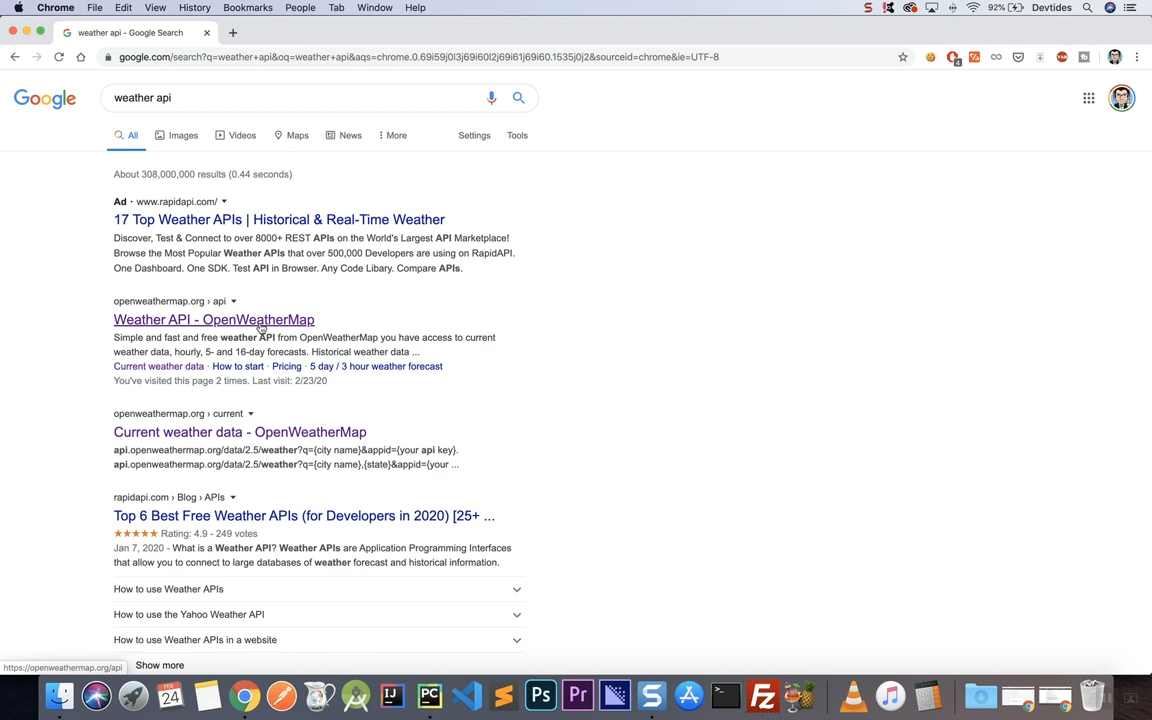 Chrome File Edit View History Bookmarks People Tab Window Help 92% Devtides
weather api - Google Search
google.com/search?q=weather+api&oq=weather+api&aqs=chrome.0.69i59j0l3j69i60l2j69i61j69i60.1535j0j2&sourceid=chrome&ie=UTF-8
Google weather api
All Images Videos Maps News More Settings Tools
About 308,000,000 results (0.44 seconds)
Ad · www.rapidapi.com/
17 Top Weather APIs | Historical & Real-Time Weather
Discover, Test & Connect to over 8000+ REST APIs on the World's Largest API Marketplace!
Browse the Most Popular Weather APIs that over 500,000 Developers are using on RapidAPI.
One Dashboard. One SDK. Test API in Browser. Any Code Libary. Compare APIs.
openweathermap.org › api
Weather API - OpenWeatherMap
Simple and fast and free weather API from OpenWeatherMap you have access to current
weather data, hourly, 5- and 16-day forecasts. Historical weather data ...
Current weather data · How to start · Pricing · 5 day / 3 hour weather forecast
You've visited this page 2 times. Last visit: 2/23/20
openweathermap.org › current
Current weather data - OpenWeatherMap
api.openweathermap.org/data/2.5/weather?q={city name}&appid={your api key}.
api.openweathermap.org/data/2.5/weather?q={city name},{state}&appid={your ...
rapidapi.com › Blog › APIs
Top 6 Best Free Weather APIs (for Developers in 2020) [25+ ...
★★★★★ Rating: 4.9 - 249 votes
Jan 7, 2020 - What is a Weather API? Weather APIs are Application Programming Interfaces
that allow you to connect to large databases of weather forecast and historical information.
How to use Weather APIs
How to use the Yahoo Weather API
How to use Weather APIs in a website
https://openweathermap.org/api Show more
FEB
24
IJ
PC
Ps
Pr
S
FZ